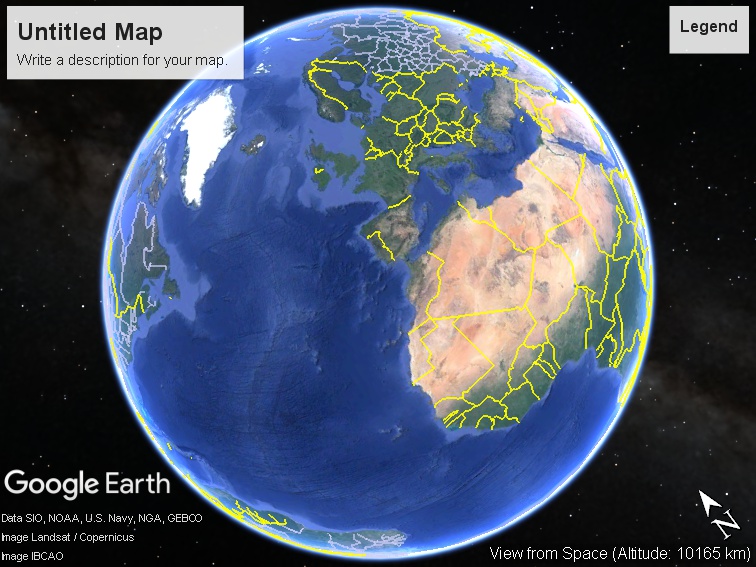 Untitled Map
Write a description for your map.
Legend
Google Earth
Data SIO, NOAA, U.S. Navy, NGA, GEBCO
Image Landsat / Copernicus
Image IBCAO
N
View from Space (Altitude: 10165 km)